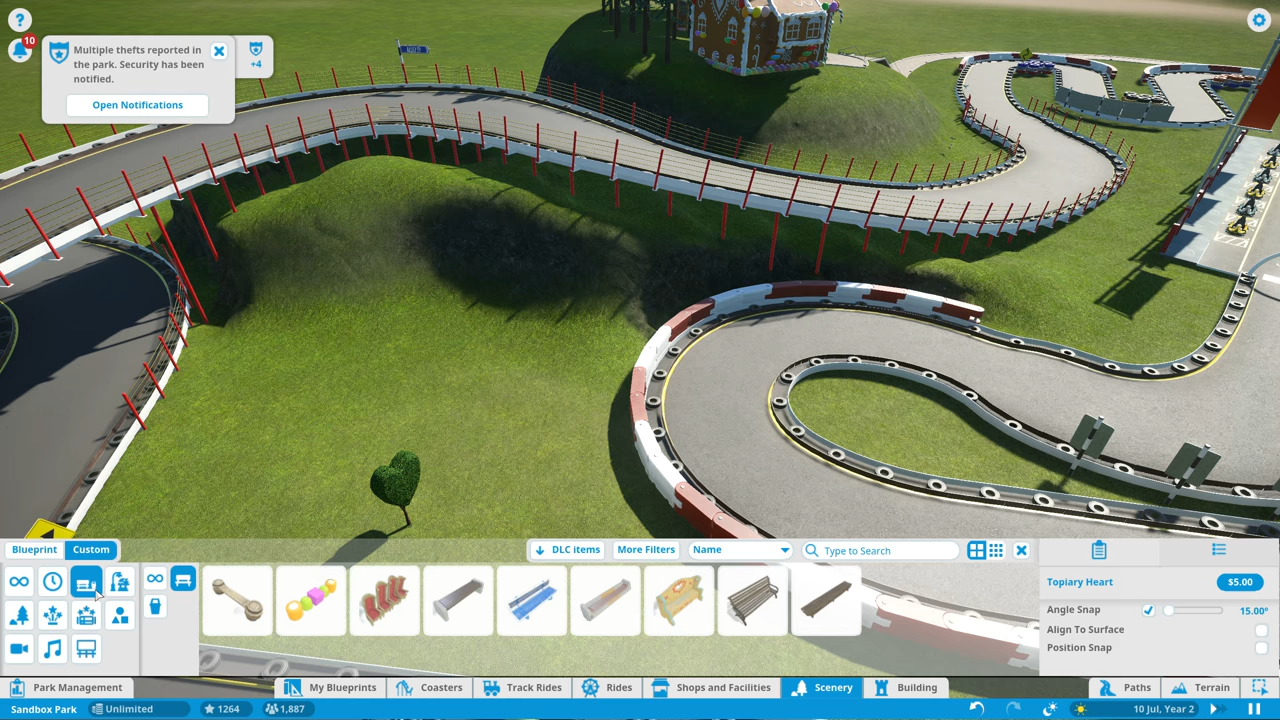 ?
10
Multiple thefts reported in
the park. Security has been
notified.
+4
Open Notifications
Blueprint
Custom
DLC items
More Filters
Name
Type to Search
Topiary Heart
$5.00
Angle Snap
15.00°
Align To Surface
Position Snap
Park Management
My Blueprints
Coasters
Track Rides
Rides
Shops and Facilities
Scenery
Building
Paths
Terrain
Sandbox Park
Unlimited
1264
1,887
10 Jul, Year 2